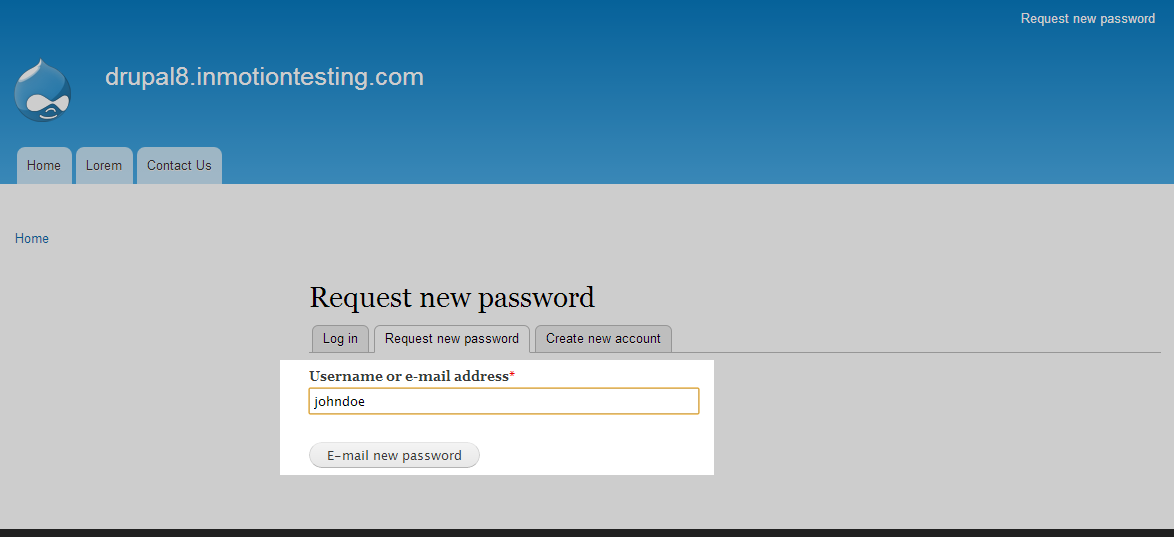 Request new password
drupal8.inmotiontesting.com
Home Lorem Contact Us
Home
Request new password
Log in Request new password Create new account
Username or e-mail address*
johndoe
E-mail new password